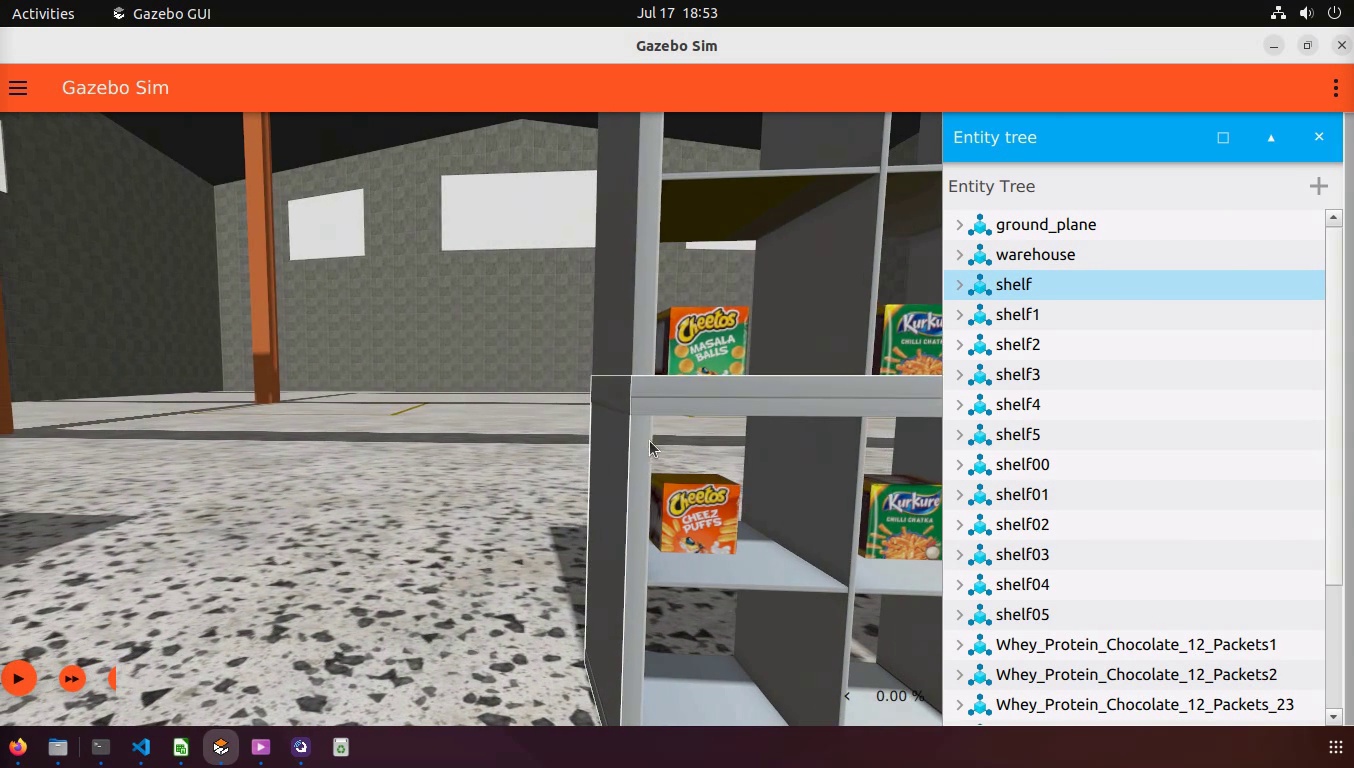 Activities
Gazebo GUI
Jul 17 18:53
Gazebo Sim
Gazebo Sim
Entity tree
Entity Tree
ground_plane
warehouse
shelf
shelf1
shelf2
shelf3
shelf4
shelf5
shelf00
shelf01
shelf02
shelf03
shelf04
shelf05
Whey_Protein_Chocolate_12_Packets1
Whey_Protein_Chocolate_12_Packets2
Whey_Protein_Chocolate_12_Packets_23
Cheetos
MASALA
BALLS
Kurku
CHILLI CHATK
Cheetos
CHEEZ
PUFFS
Kurkure
CHILLI CHATKA
0.00 %